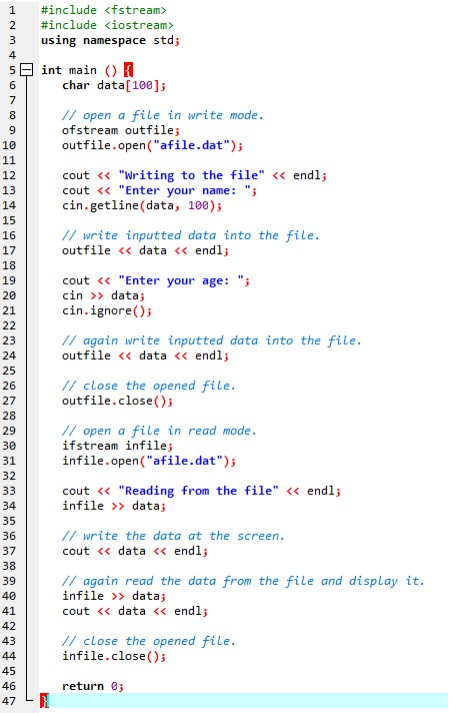 1 #include <fstream>
2 #include <iostream>
3 using namespace std;
4
5 int main () {
6 char data[100];
7
8 // open a file in write mode.
9 ofstream outfile;
10 outfile.open("afile.dat");
11
12 cout << "Writing to the file" << endl;
13 cout << "Enter your name: ";
14 cin.getline(data, 100);
15
16 // write inputted data into the file.
17 outfile << data << endl;
18
19 cout << "Enter your age: ";
20 cin >> data;
21 cin.ignore();
22
23 // again write inputted data into the file.
24 outfile << data << endl;
25
26 // close the opened file.
27 outfile.close();
28
29 // open a file in read mode.
30 ifstream infile;
31 infile.open("afile.dat");
32
33 cout << "Reading from the file" << endl;
34 infile >> data;
35
36 // write the data at the screen.
37 cout << data << endl;
38
39 // again read the data from the file and display it.
40 infile >> data;
41 cout << data << endl;
42
43 // close the opened file.
44 infile.close();
45
46 return 0;
47 }